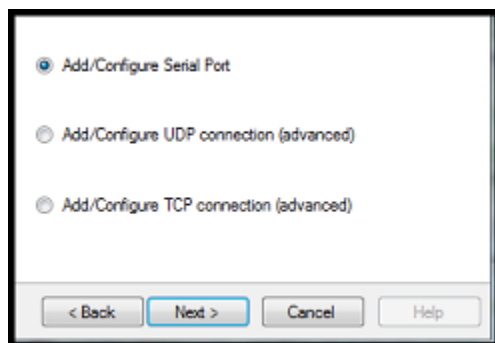 Add/Configure Serial Port
Add/Configure UDP connection (advanced)
Add/Configure TCP connection (advanced)
< Back Next > Cancel Help